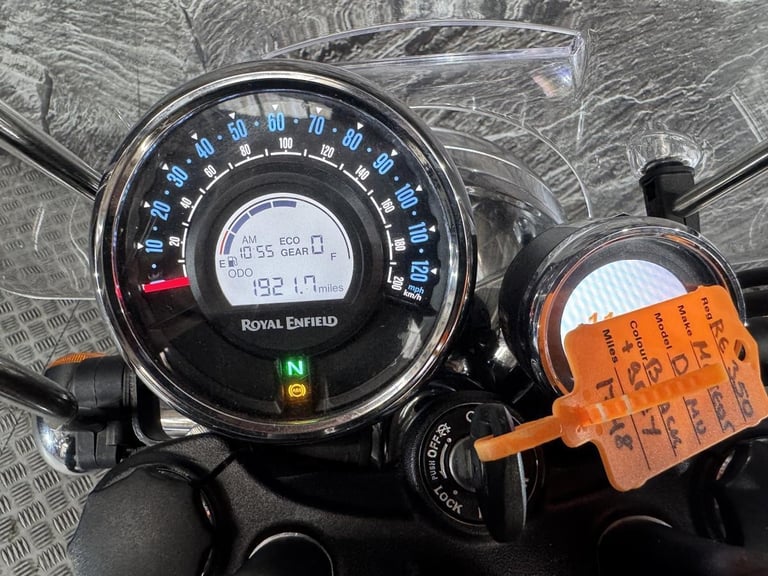 10 20 30 40 50 60 70 80 90 100 110 120
mph
km/h
20 40 60 80 100 120 140 160 180 200
AM
10:55
ECO
GEAR 0
E
F
ODO
1921.7 miles
ROYAL ENFIELD
N
ABS
OFF
PUSH
LOCK
Reg
Make
Model
Colour BLACK
Miles